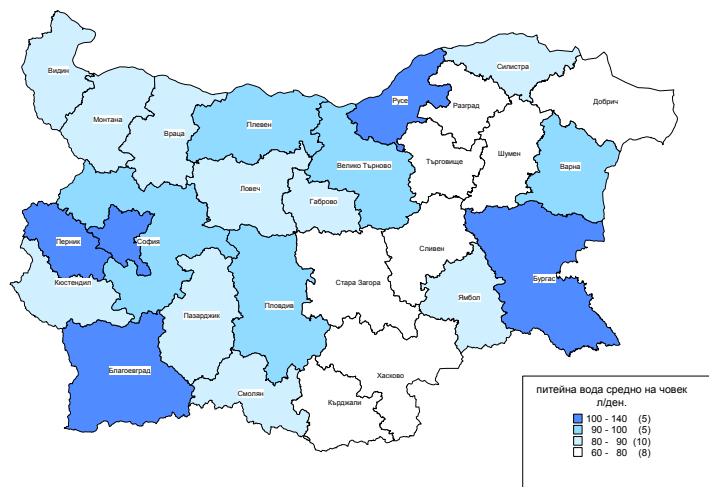 Видин
Силистра
Монтана
Русе
Разград
Добрич
Враца
Плевен
Търговище
Шумен
Велико Търново
Варна
Ловеч
Габрово
Перник
София
Сливен
Кюстендил
Стара Загора
Бургас
Пловдив
Ямбол
Пазарджик
Благоевград
Хасково
Смолян
Кърджали
питейна вода средно на човек
л/ден.
100 - 140 (5)
90 - 100 (5)
80 - 90 (10)
60 - 80 (8)